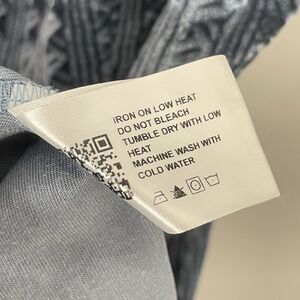 IRON ON LOW HEAT
DO NOT BLEACH
TUMBLE DRY WITH LOW
HEAT
MACHINE WASH WITH
COLD WATER